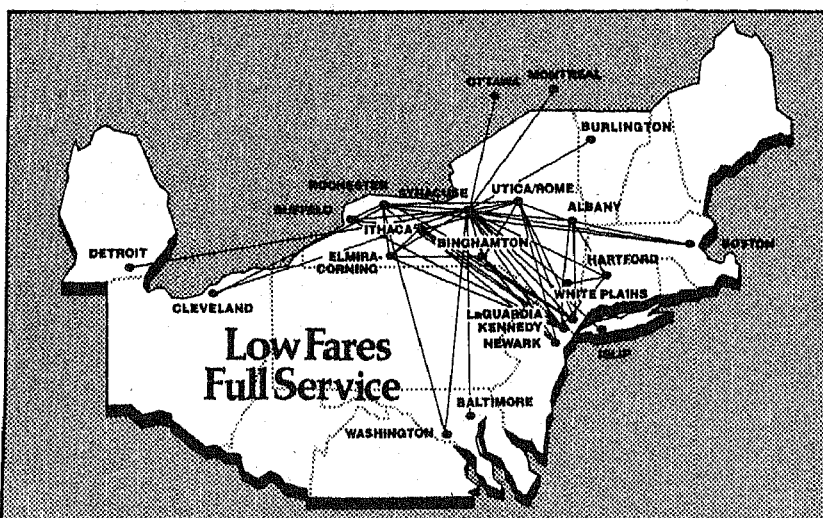 OTTAWA
MONTREAL
BURLINGTON
ROCHESTER
SYRACUSE
UTICA/ROME
BUFFALO
ITHACA
ALBANY
BINGHAMTON
BOSTON
DETROIT
ELMIRA-
CORNING
HARTFORD
CLEVELAND
WHITE PLAINS
LaGUARDIA
KENNEDY
NEWARK
ISLIP
Low Fares
Full Service
BALTIMORE
WASHINGTON